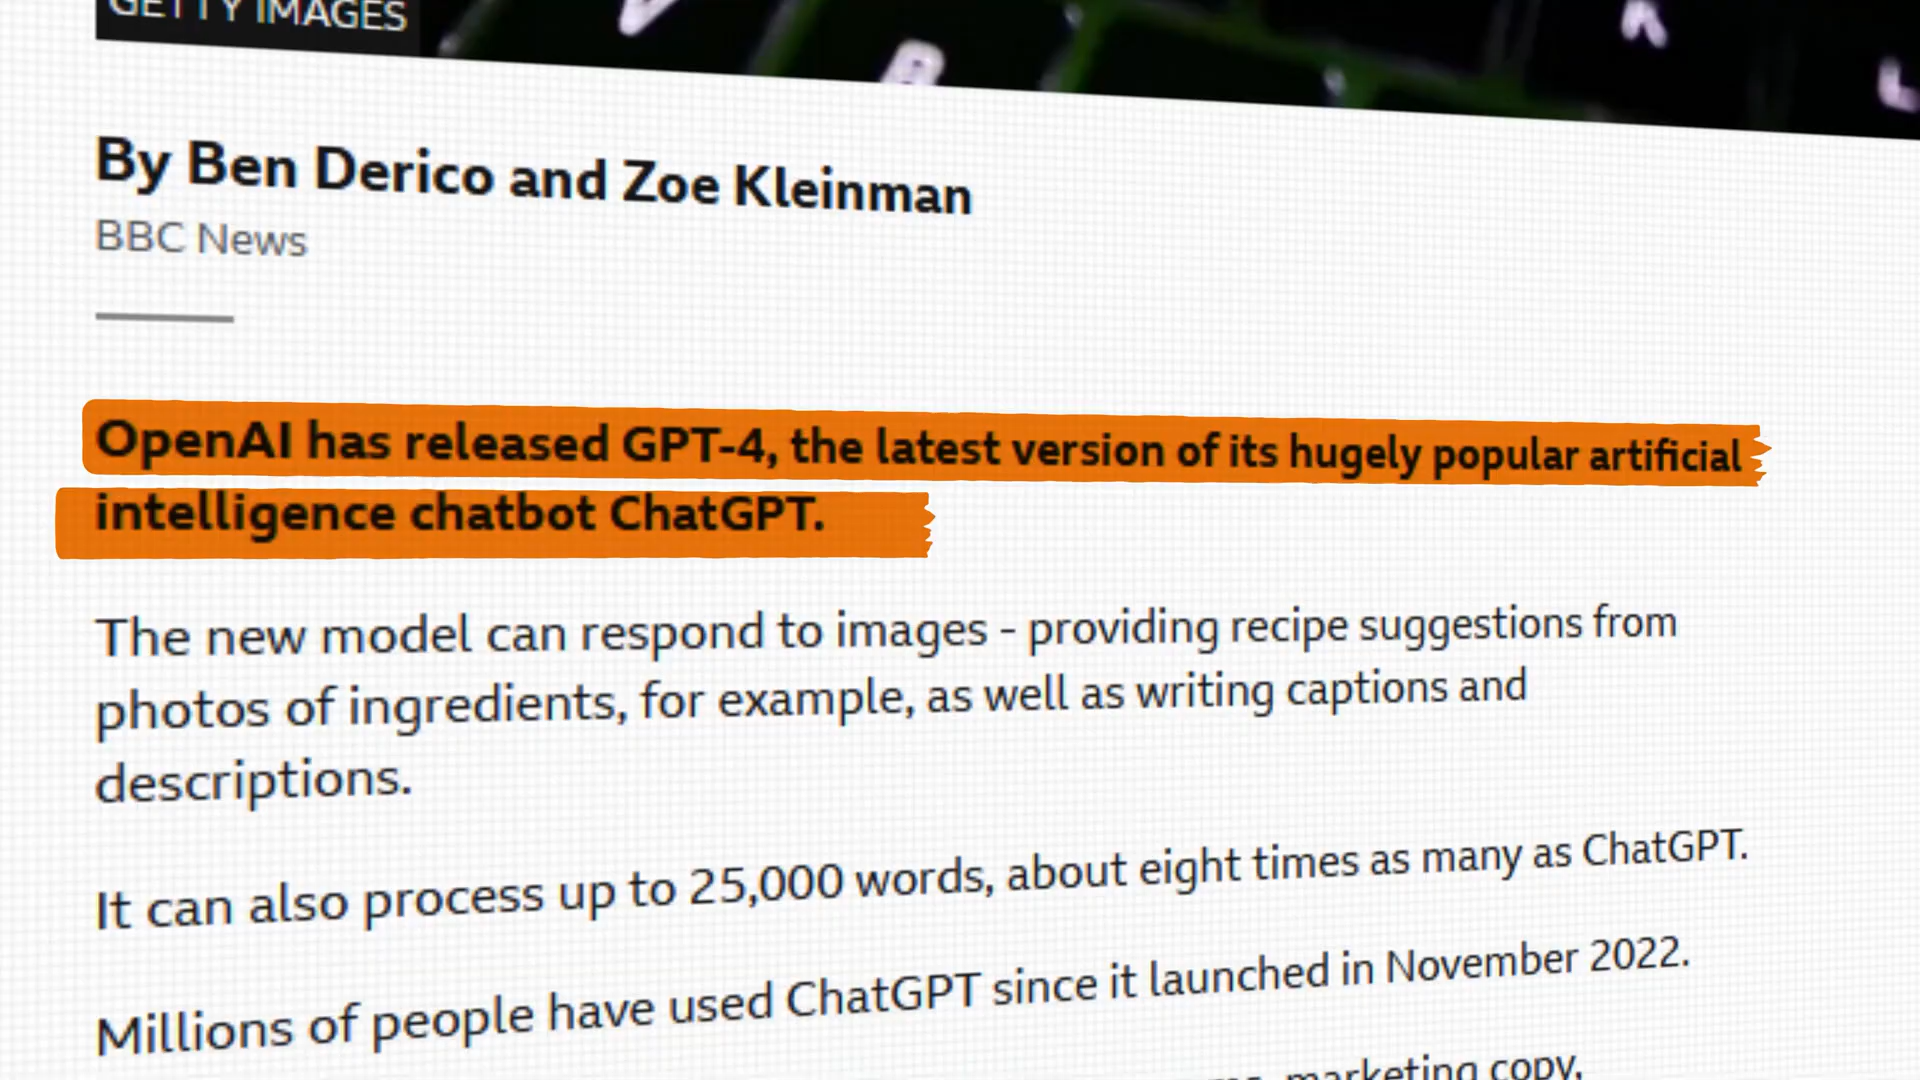 GETTY IMAGES
By Ben Derico and Zoe Kleinman
BBC News
OpenAI has released GPT-4, the latest version of its hugely popular artificial
intelligence chatbot ChatGPT.
The new model can respond to images - providing recipe suggestions from
photos of ingredients, for example, as well as writing captions and
descriptions.
It can also process up to 25,000 words, about eight times as many as ChatGPT.
Millions of people have used ChatGPT since it launched in November 2022.
marketing copy,